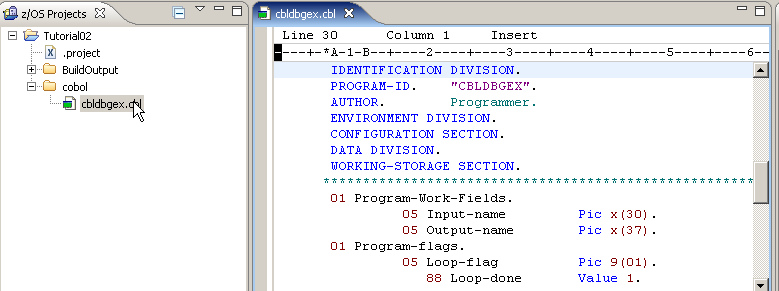 z/OS Projects
Tutorial02
.project
BuildOutput
cobol
cbldbgex.cbl
cbldbgex.cbl
Line 30 Column 1 Insert
----+-*A-1-B--+----2----+----3----+----4----+----5----+----6-
IDENTIFICATION DIVISION.
PROGRAM-ID. "CBLDBGEX".
AUTHOR. Programmer.
ENVIRONMENT DIVISION.
CONFIGURATION SECTION.
DATA DIVISION.
WORKING-STORAGE SECTION.
******************************************************
01 Program-Work-Fields.
05 Input-name Pic x(30).
05 Output-name Pic x(37).
01 Program-flags.
05 Loop-flag Pic 9(01).
88 Loop-done Value 1.